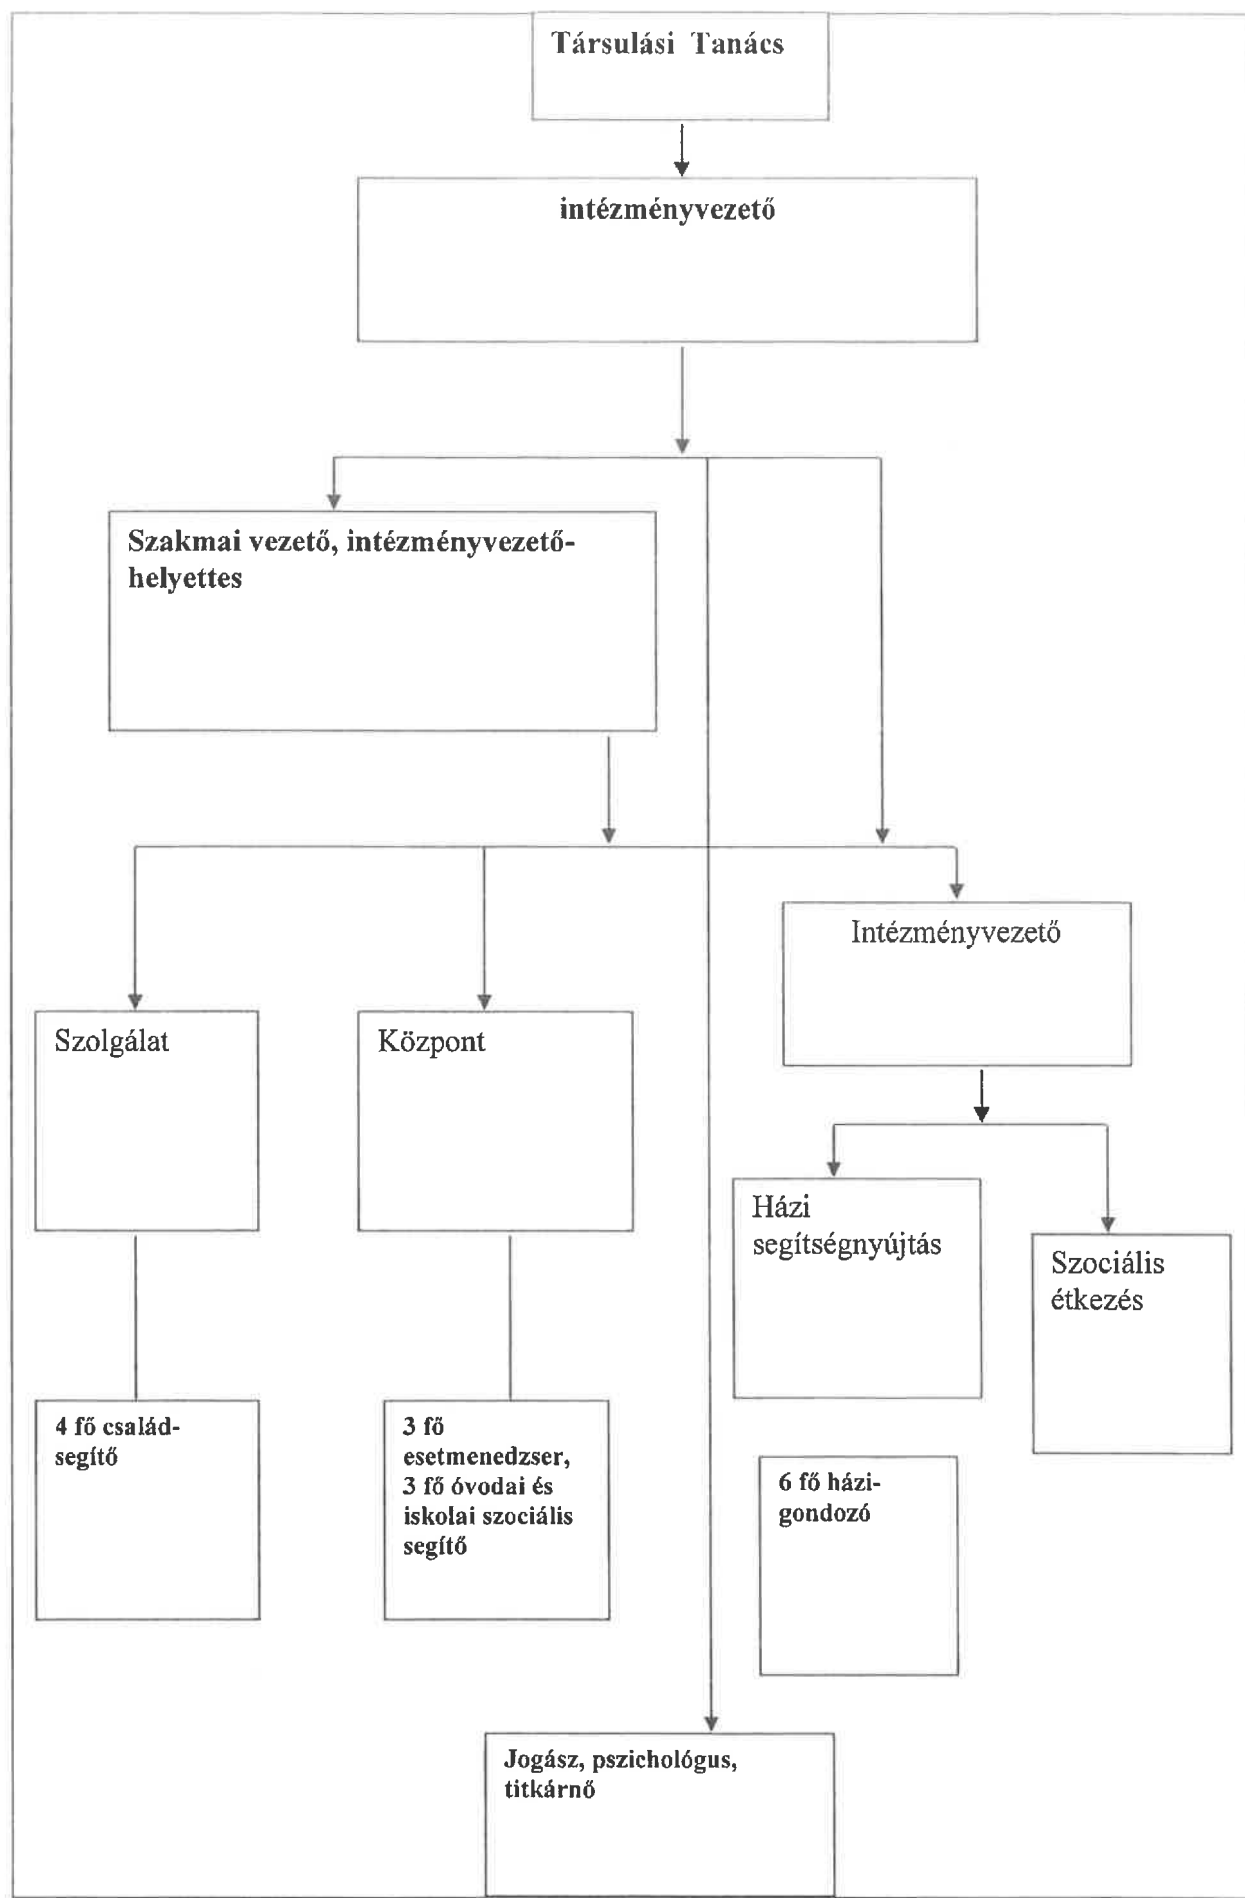 Társulási Tanács
intézményvezető
Szakmai vezető, intézményvezető-
helyettes
Intézményvezető
Szolgálat
Központ
Házi
segítségnyújtás
Szociális
étkezés
4 fő család-
segítő
3 fő
esetmenedzser,
3 fő óvodai és
iskolai szociális
segítő
6 fő házi-
gondozó
Jogász, pszichológus,
titkárnő